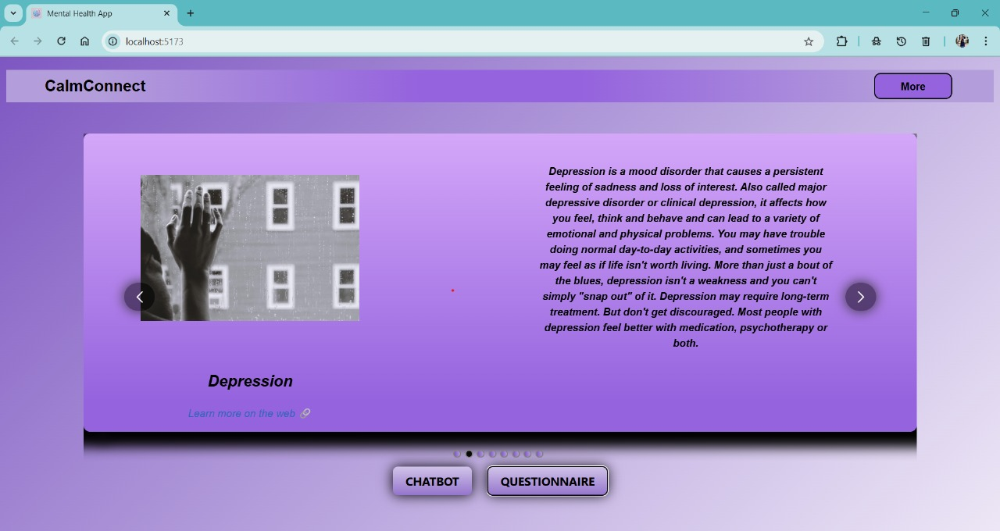 Mental Health App
localhost:5173
CalmConnect
More
Depression is a mood disorder that causes a persistent
feeling of sadness and loss of interest. Also called major
depressive disorder or clinical depression, it affects how
you feel, think and behave and can lead to a variety of
emotional and physical problems. You may have trouble
doing normal day-to-day activities, and sometimes you
may feel as if life isn't worth living. More than just a bout of
the blues, depression isn't a weakness and you can't
simply "snap out" of it. Depression may require long-term
treatment. But don't get discouraged. Most people with
depression feel better with medication, psychotherapy or
both.
Depression
Learn more on the web 🔗
CHATBOT
QUESTIONNAIRE